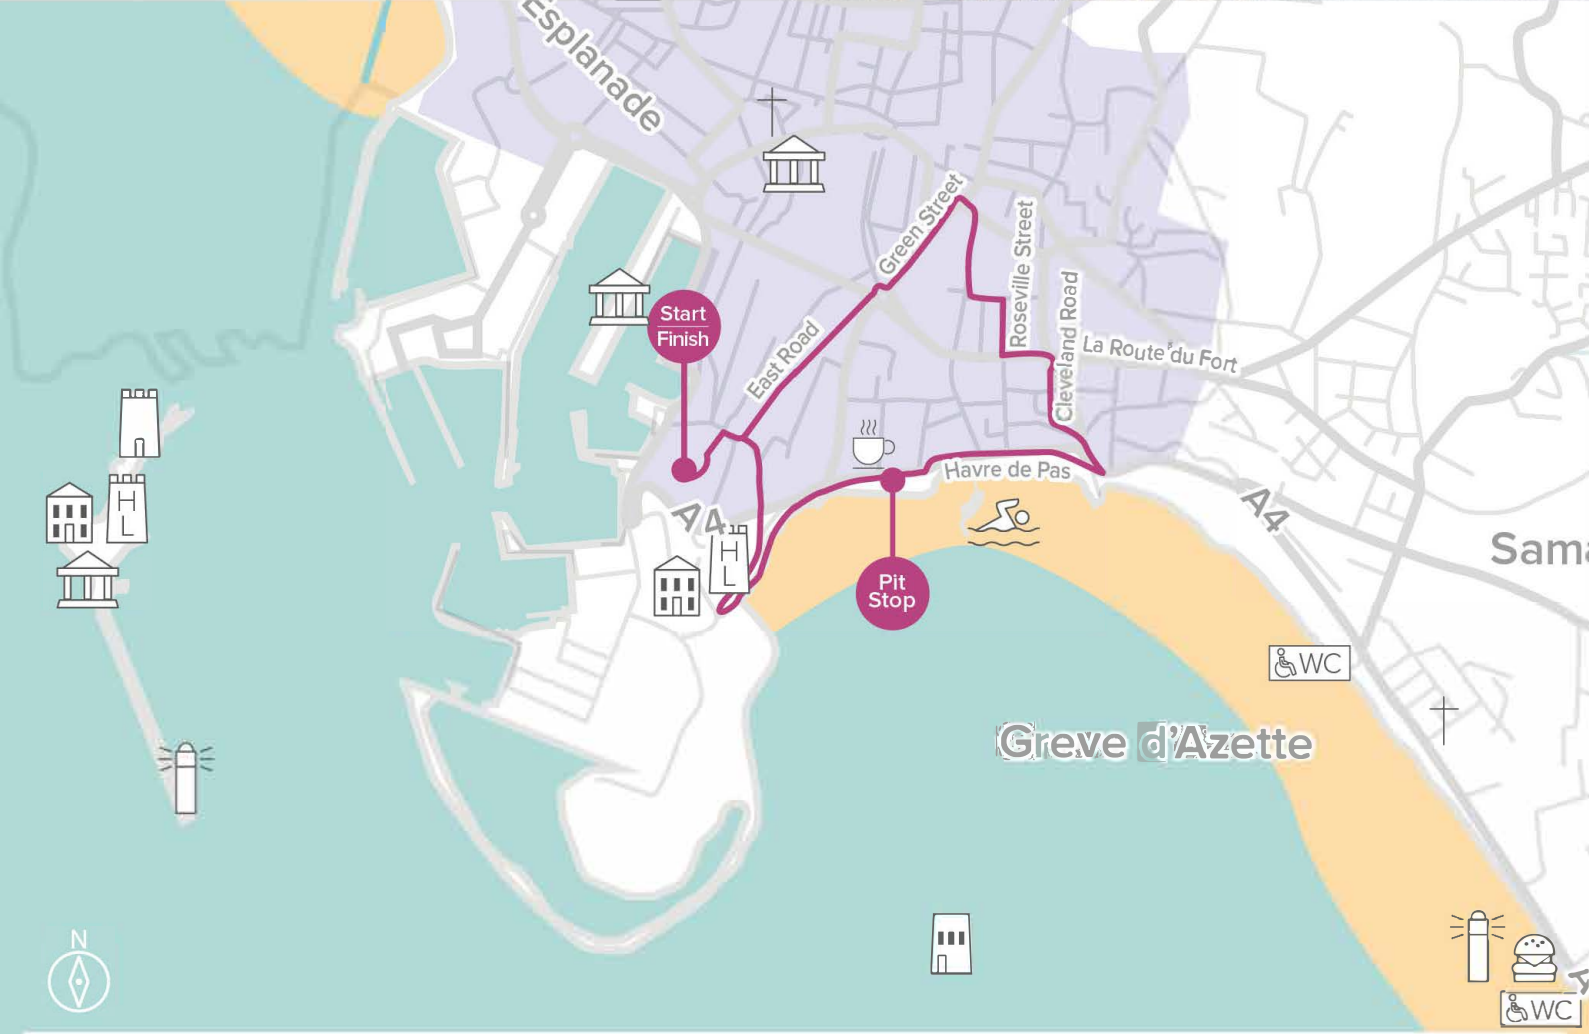 Esplanade
Green Street
Roseville Street
Start
Finish
East Road
Cleveland Road
La Route du Fort
Havre de Pas
A4
A4
H
L
H
L
Sam
Pit
Stop
WC
Greve d'Azette
N
WC